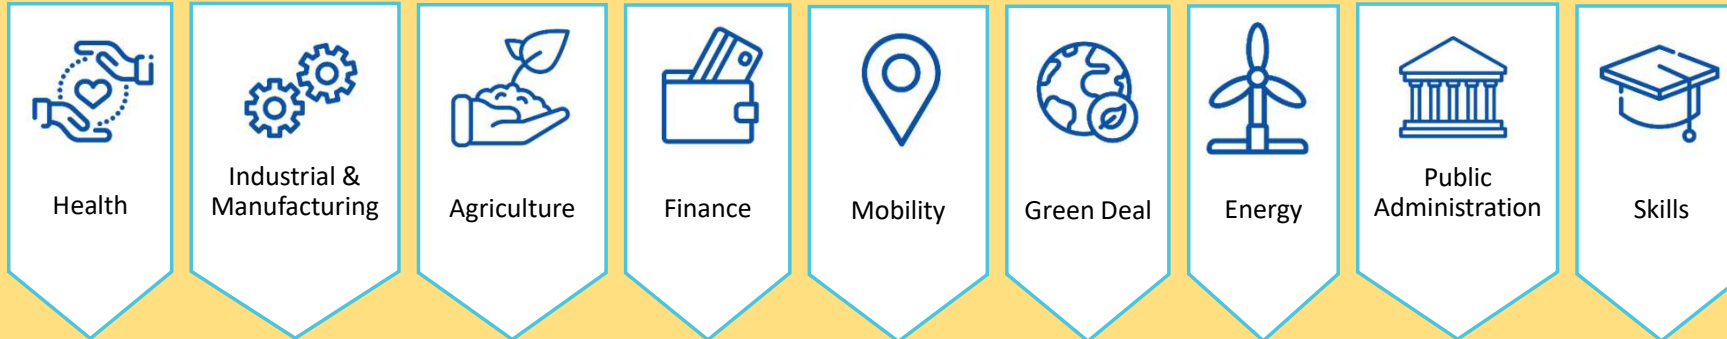 Health
Industrial &
Manufacturing
Agriculture
Finance
Mobility
Green Deal
Energy
Public
Administration
Skills